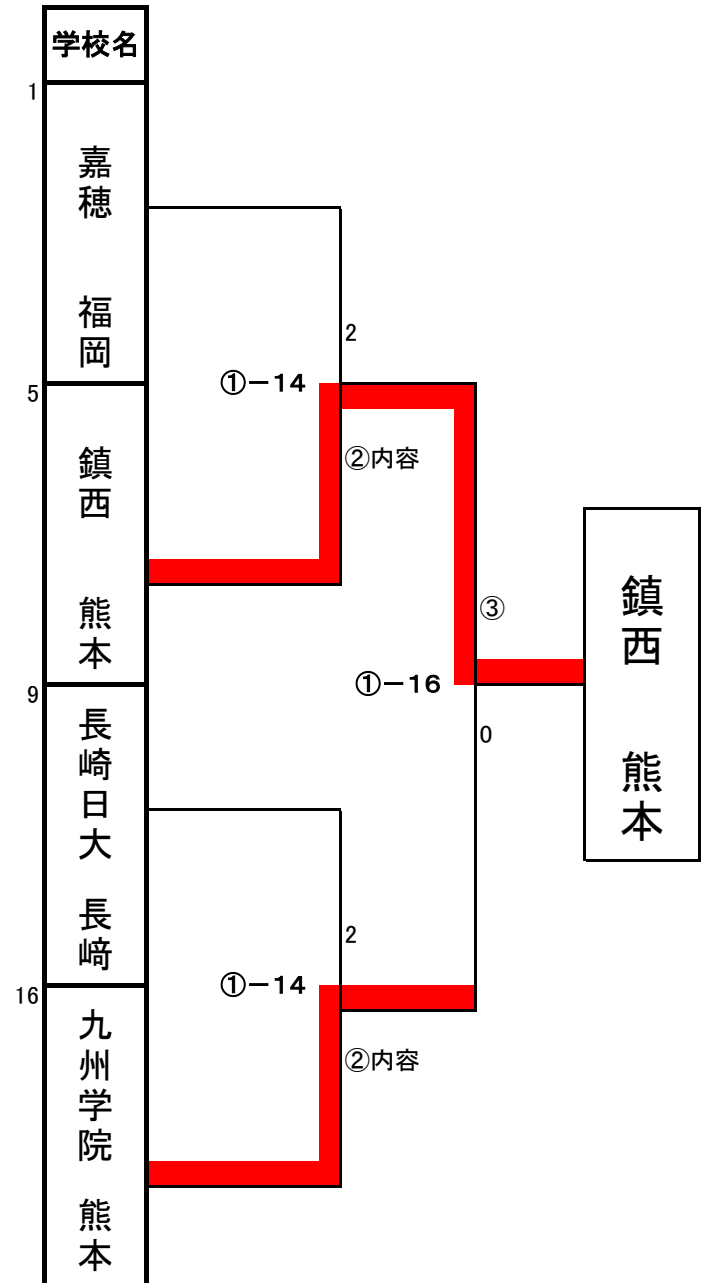 学校名
1
嘉穂 福岡
2
①－14
5
②内容
鎮西 熊本
③
鎮西 熊本
①－16
9
0
長崎日大 長﨑
2
①－14
16
②内容
九州学院 熊本